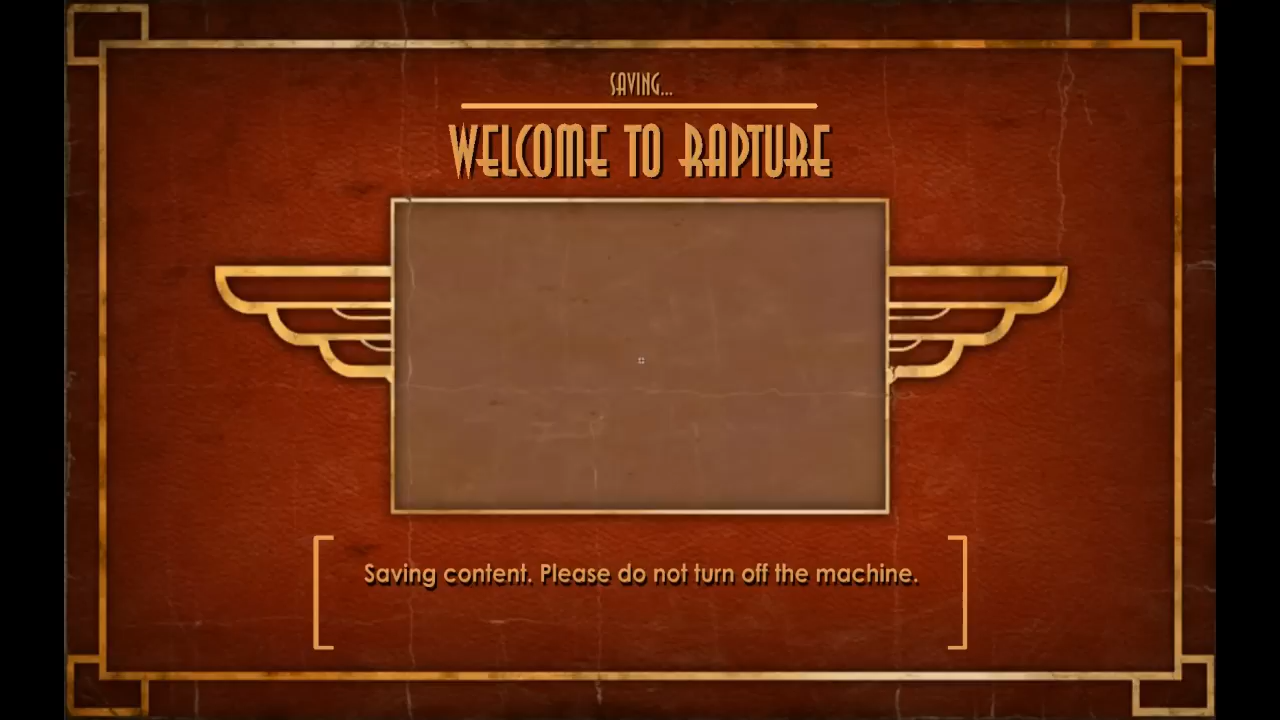 SAVING...
WELCOME TO RAPTURE
Saving content. Please do not turn off the machine.